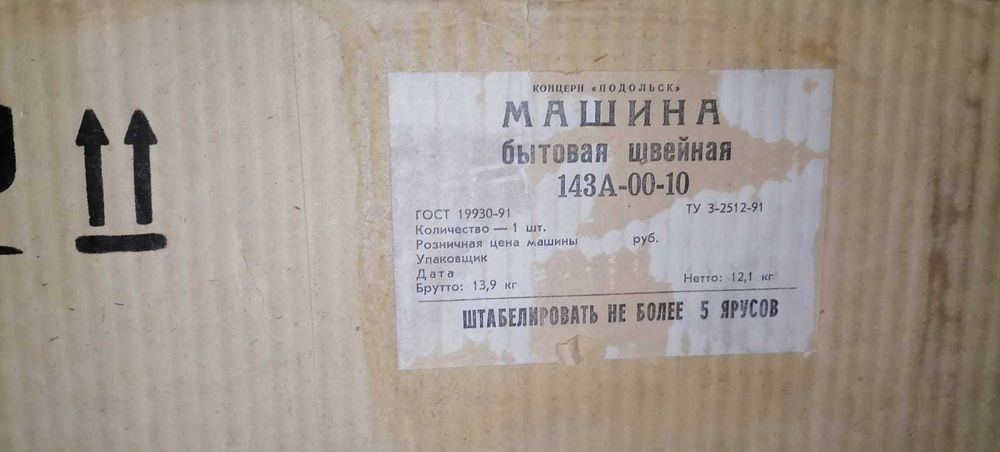 КОНЦЕРН «ПОДОЛЬСК»
МАШИНА
бытовая швейная
143А-00-10
ГОСТ 19930-91 ТУ 3-2512-91
Количество — 1 шт.
Розничная цена машины руб.
Упаковщик
Дата
Брутто: 13,9 кг Нетто: 12,1 кг
ШТАБЕЛИРОВАТЬ НЕ БОЛЕЕ 5 ЯРУСОВ